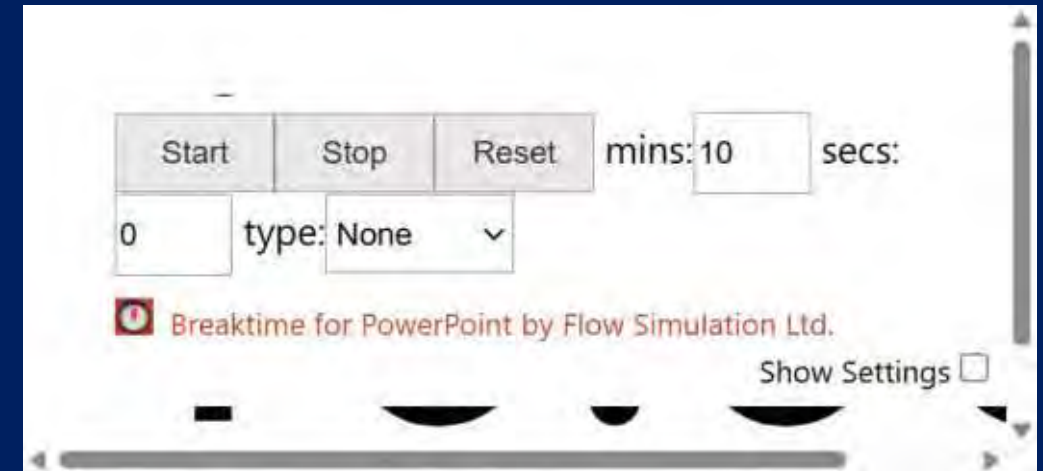 Start Stop Reset mins: 10 secs:
0 type: None
Breaktime for PowerPoint by Flow Simulation Ltd.
Show Settings